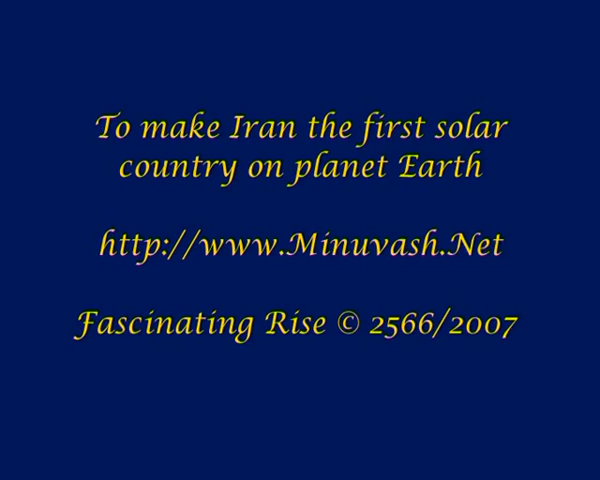 To make Iran the first solar
country on planet Earth
http://www.Minuvash.Net
Fascinating Rise © 2566/2007